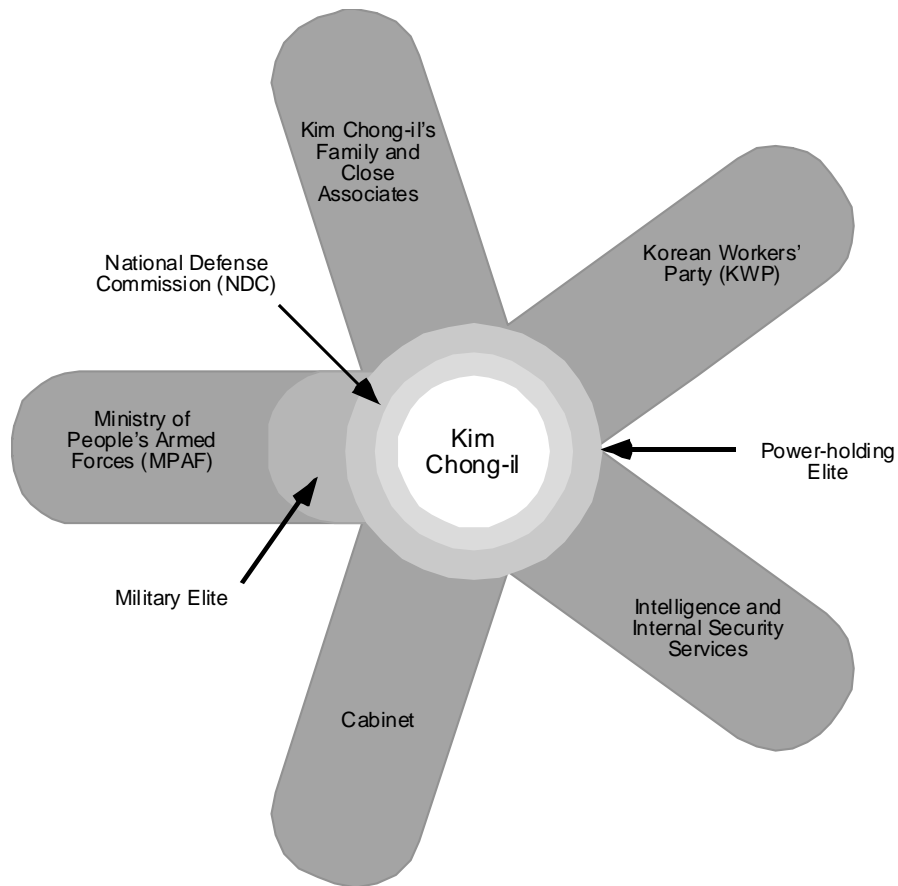 Kim Chong-il's
Family and
Close
Associates
Korean Workers'
Party (KWP)
National Defense
Commission (NDC)
Ministry of
People's Armed
Forces (MPAF)
Kim
Chong-il
Power-holding
Elite
Military Elite
Intelligence and
Internal Security
Services
Cabinet